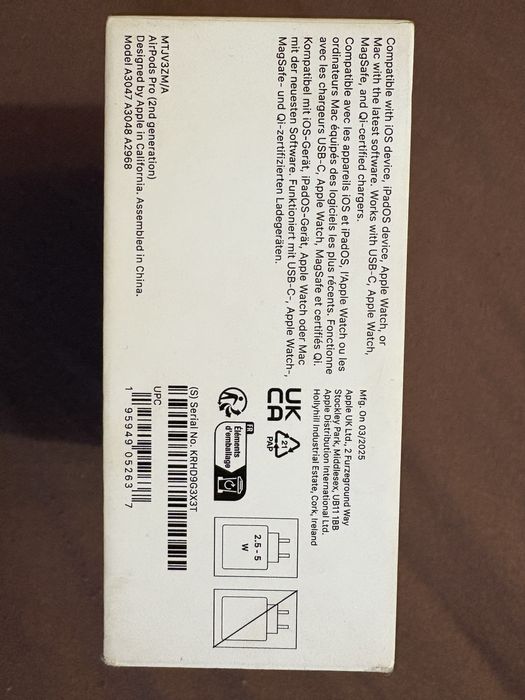 Compatible with iOS device, iPadOS device, Apple Watch, or
Mac with the latest software. Works with USB-C, Apple Watch,
MagSafe, and Qi-certified chargers.
Compatible avec les appareils iOS et iPadOS, l'Apple Watch ou les
ordinateurs Mac équipés des logiciels les plus récents. Fonctionne
avec les chargeurs USB-C, Apple Watch, MagSafe et certifiés Qi.
Kompatibel mit iOS-Gerät, iPadOS-Gerät, Apple Watch oder Mac
mit der neuesten Software. Funktioniert mit USB-C-, Apple Watch-,
MagSafe- und Qi-zertifizierten Ladegeräten.
MTJV3ZM/A
AirPods Pro (2nd generation)
Designed by Apple in California. Assembled in China.
Model A3047 A3048 A2968
Mfg. On 03/2025
Apple UK Ltd., 2 Furzeground Way
Stockley Park, Middlesex, UB11 1BB
Apple Distribution International Ltd.
Hollyhill Industrial Estate, Cork, Ireland
UK
CA
21
PAP
FR
Éléments
d'emballage
(S) Serial No. KRHD9G3X3T
UPC
1 95949 05263 7
2.5 - 5
W